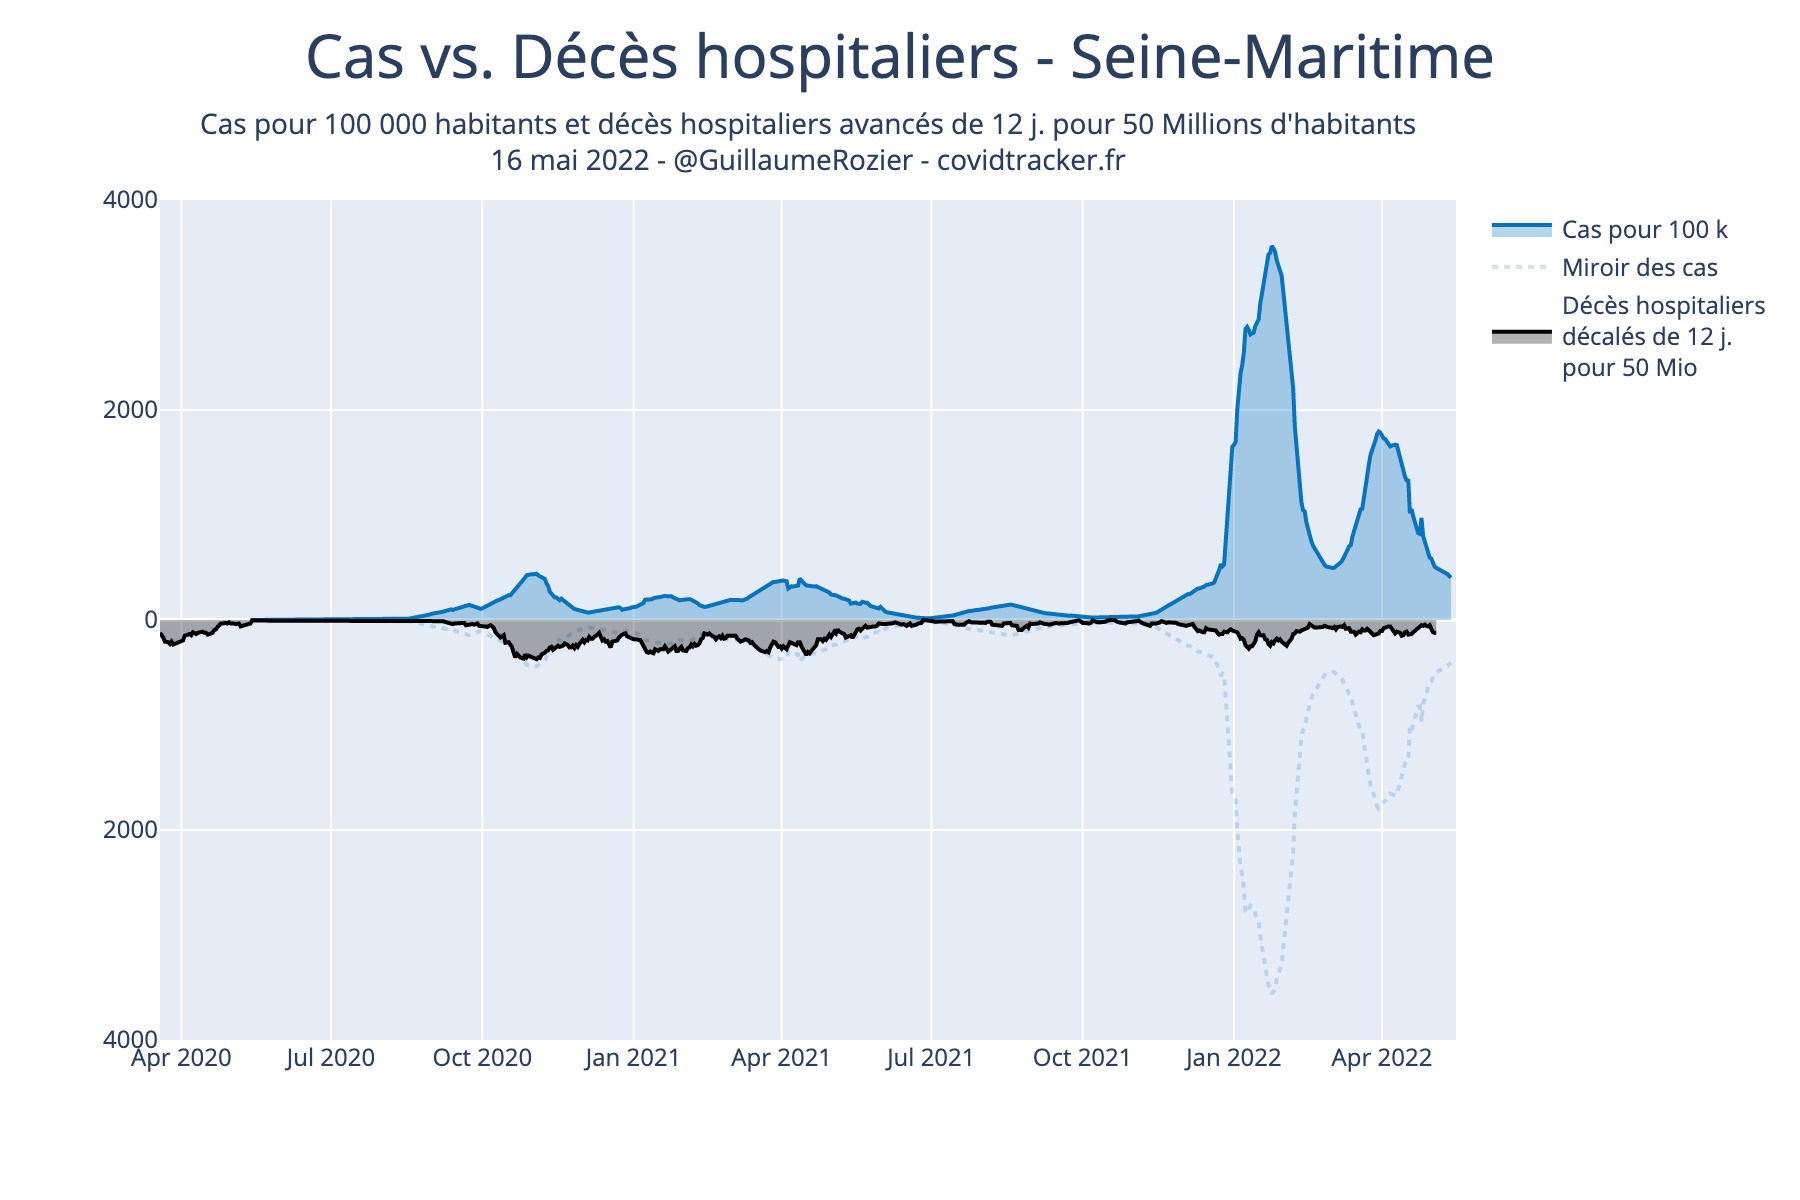 Cas vs. Décès hospitaliers - Seine-Maritime
Cas pour 100 000 habitants et décès hospitaliers avancés de 12 j. pour 50 Millions d'habitants
16 mai 2022 - @GuillaumeRozier - covidtracker.fr
4000
2000
0
2000
4000
Apr 2020
Jul 2020
Oct 2020
Jan 2021
Apr 2021
Jul 2021
Oct 2021
Jan 2022
Apr 2022
Cas pour 100 k
Miroir des cas
Décès hospitaliers
décalés de 12 j.
pour 50 Mio